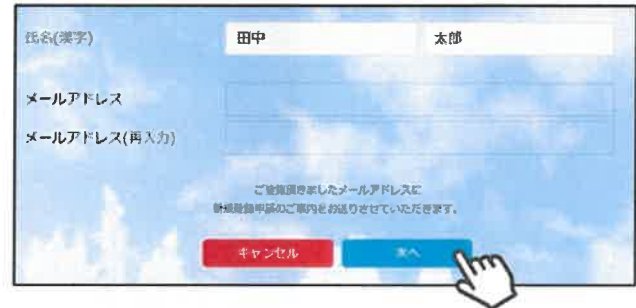 氏名(漢字) 田中 太郎
メールアドレス
メールアドレス(再入力)
ご登録頂きましたメールアドレスに
新規登録申請のご案内をお送りさせていただきます。
キャンセル 次へ